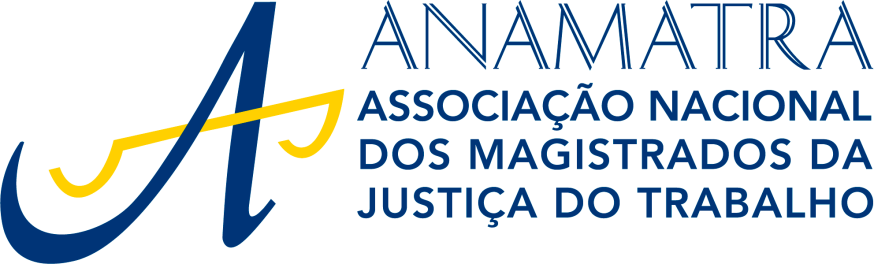 ANAMATRA
ASSOCIAÇÃO NACIONAL
DOS MAGISTRADOS DA
JUSTIÇA DO TRABALHO